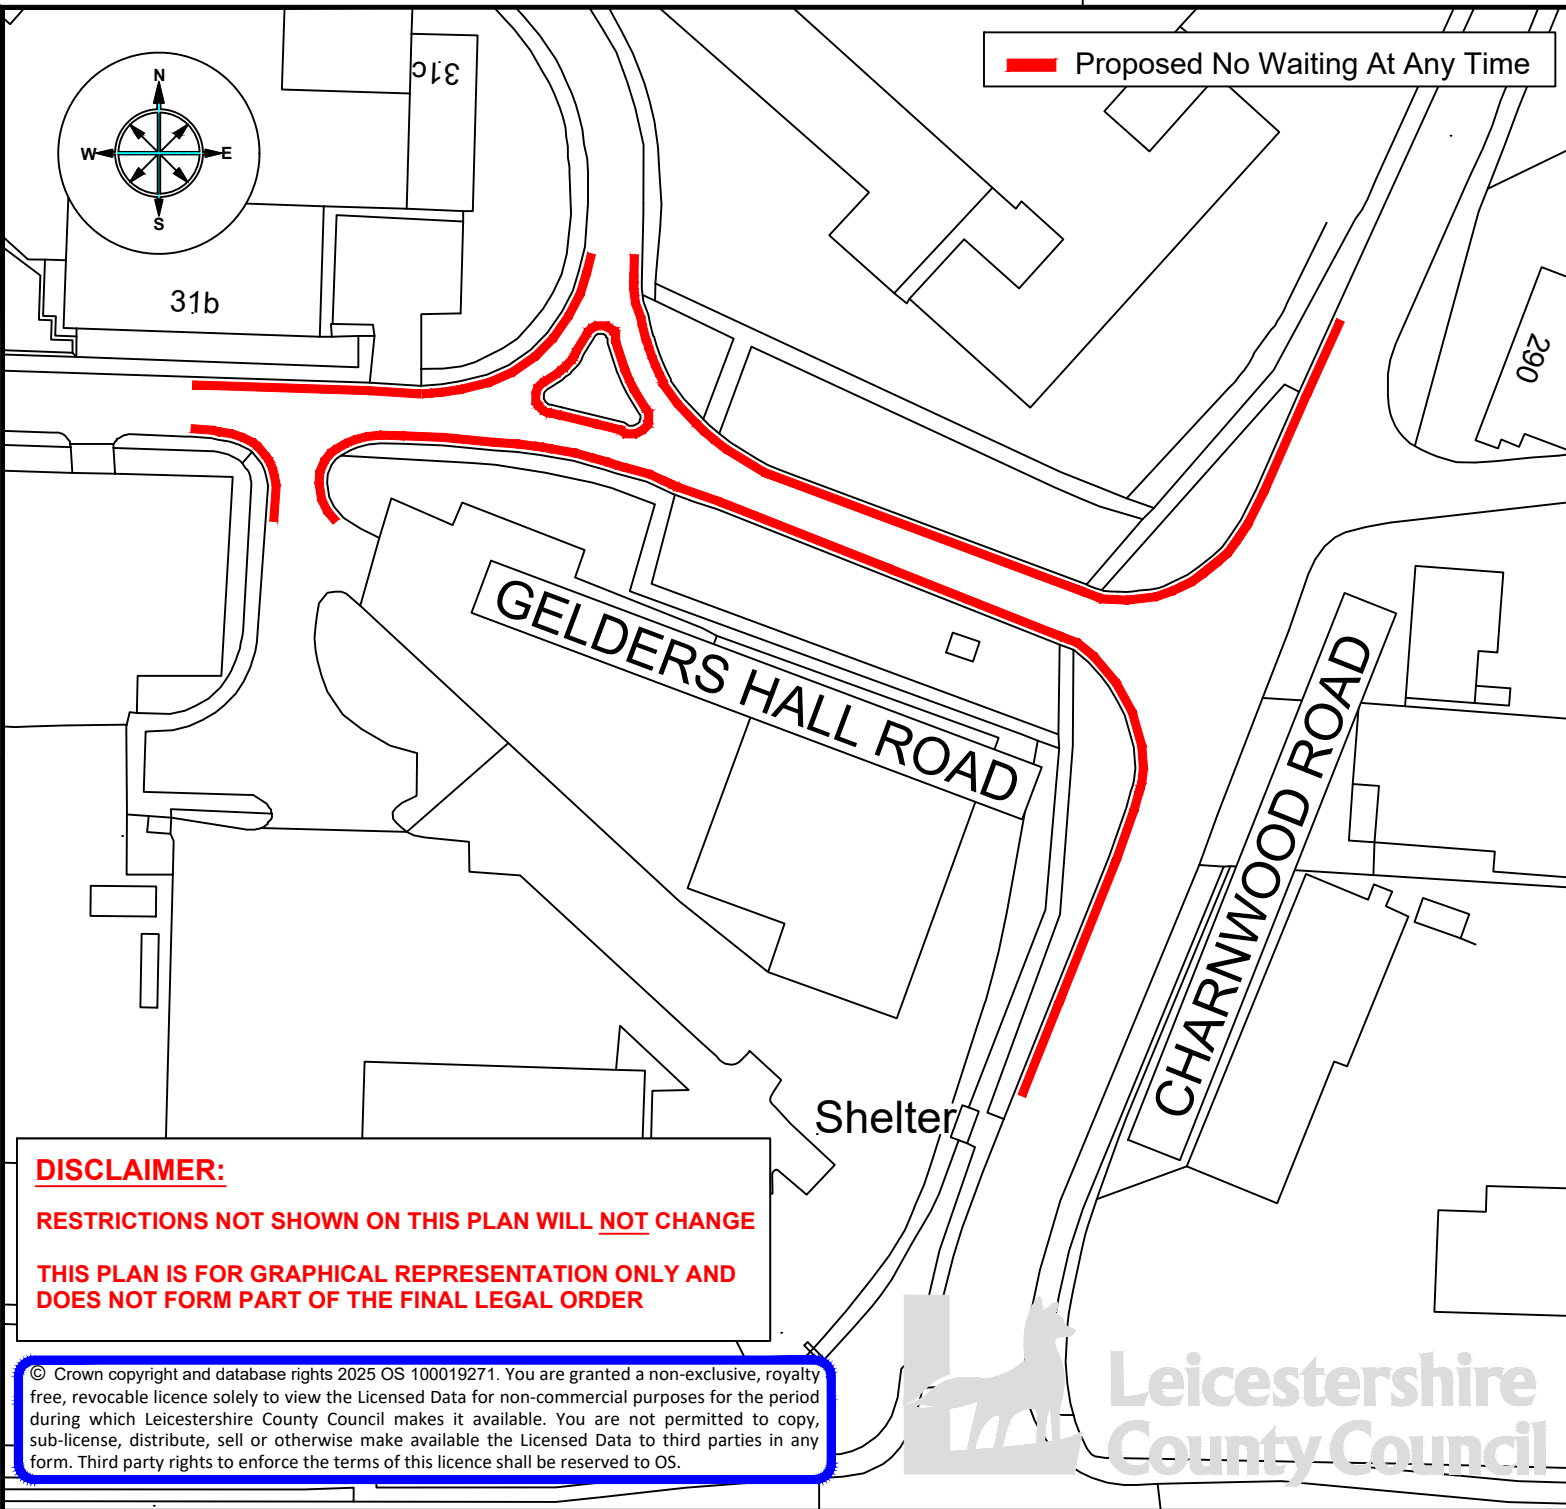 Proposed No Waiting At Any Time
31c
N
W
E
S
31b
290
GELDERS HALL ROAD
CHARNWOOD ROAD
Shelter
DISCLAIMER:
RESTRICTIONS NOT SHOWN ON THIS PLAN WILL NOT CHANGE
THIS PLAN IS FOR GRAPHICAL REPRESENTATION ONLY AND
DOES NOT FORM PART OF THE FINAL LEGAL ORDER
© Crown copyright and database rights 2025 OS 100019271. You are granted a non-exclusive, royalty
free, revocable licence solely to view the Licensed Data for non-commercial purposes for the period
during which Leicestershire County Council makes it available. You are not permitted to copy,
sub-license, distribute, sell or otherwise make available the Licensed Data to third parties in any
form. Third party rights to enforce the terms of this licence shall be reserved to OS.
Leicestershire
County Council